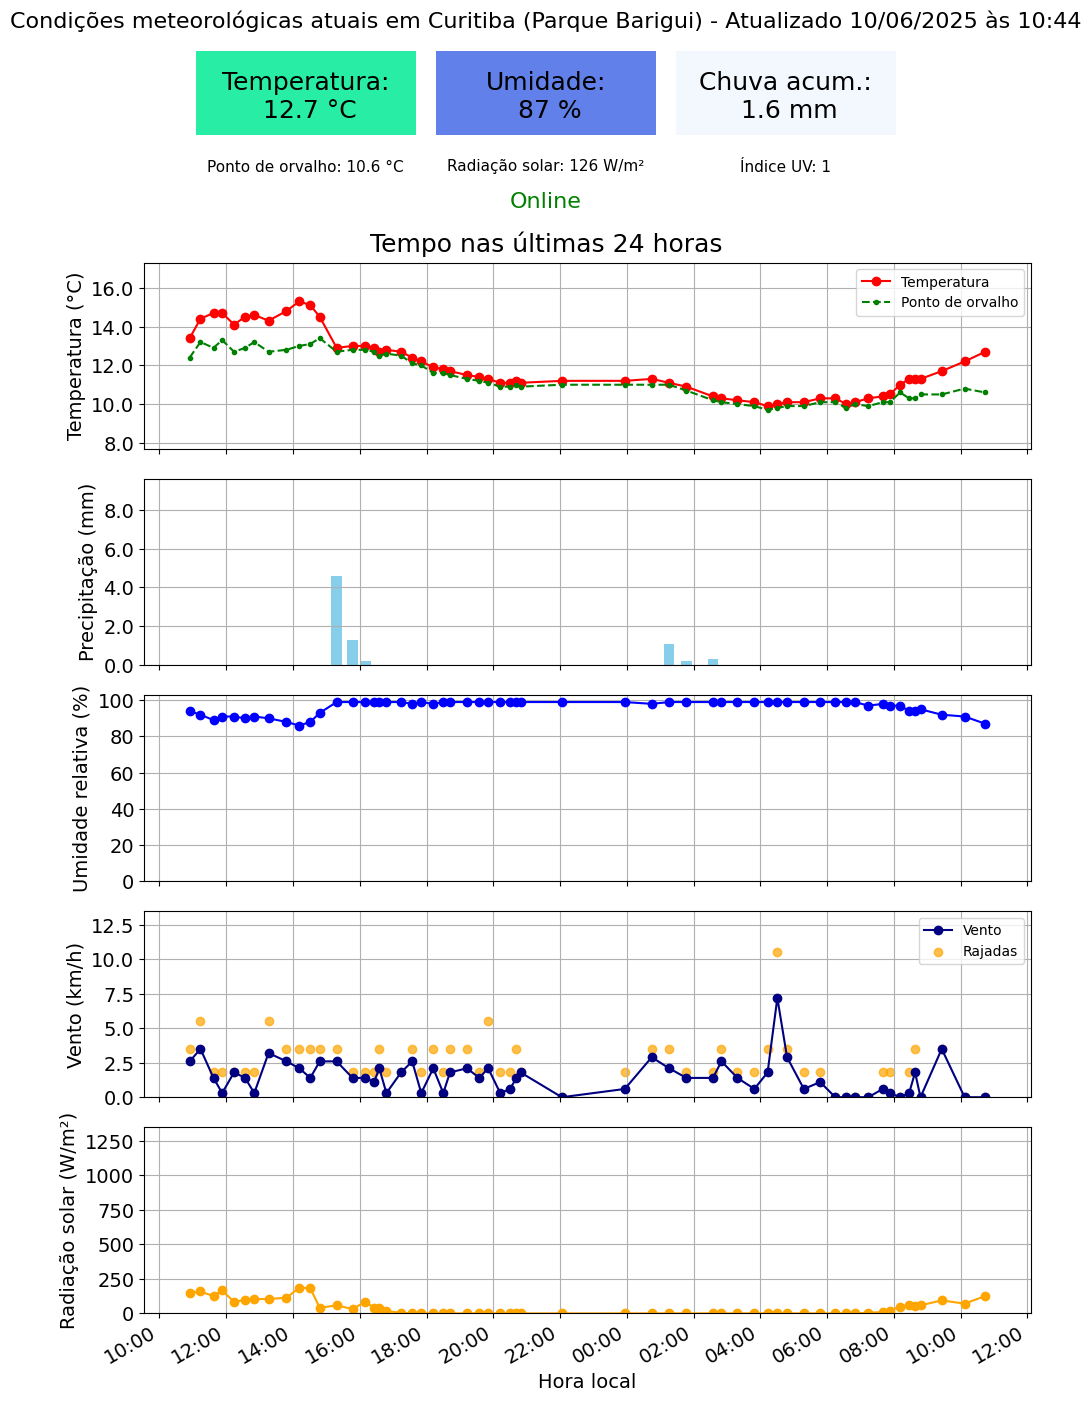 Condições meteorológicas atuais em Curitiba (Parque Barigui) - Atualizado 10/06/2025 às 10:44
Temperatura:
12.7 °C
Umidade:
87 %
Chuva acum.:
1.6 mm
Ponto de orvalho: 10.6 °C
Radiação solar: 126 W/m²
Índice UV: 1
Online
Tempo nas últimas 24 horas
Temperatura (°C)
16.0
14.0
12.0
10.0
8.0
Temperatura
Ponto de orvalho
Precipitação (mm)
8.0
6.0
4.0
2.0
0.0
Umidade relativa (%)
100
80
60
40
20
0
Vento (km/h)
12.5
10.0
7.5
5.0
2.5
0.0
Vento
Rajadas
Radiação solar (W/m²)
1250
1000
750
500
250
0
10:00
12:00
14:00
16:00
18:00
20:00
22:00
00:00
02:00
04:00
06:00
08:00
10:00
12:00
Hora local